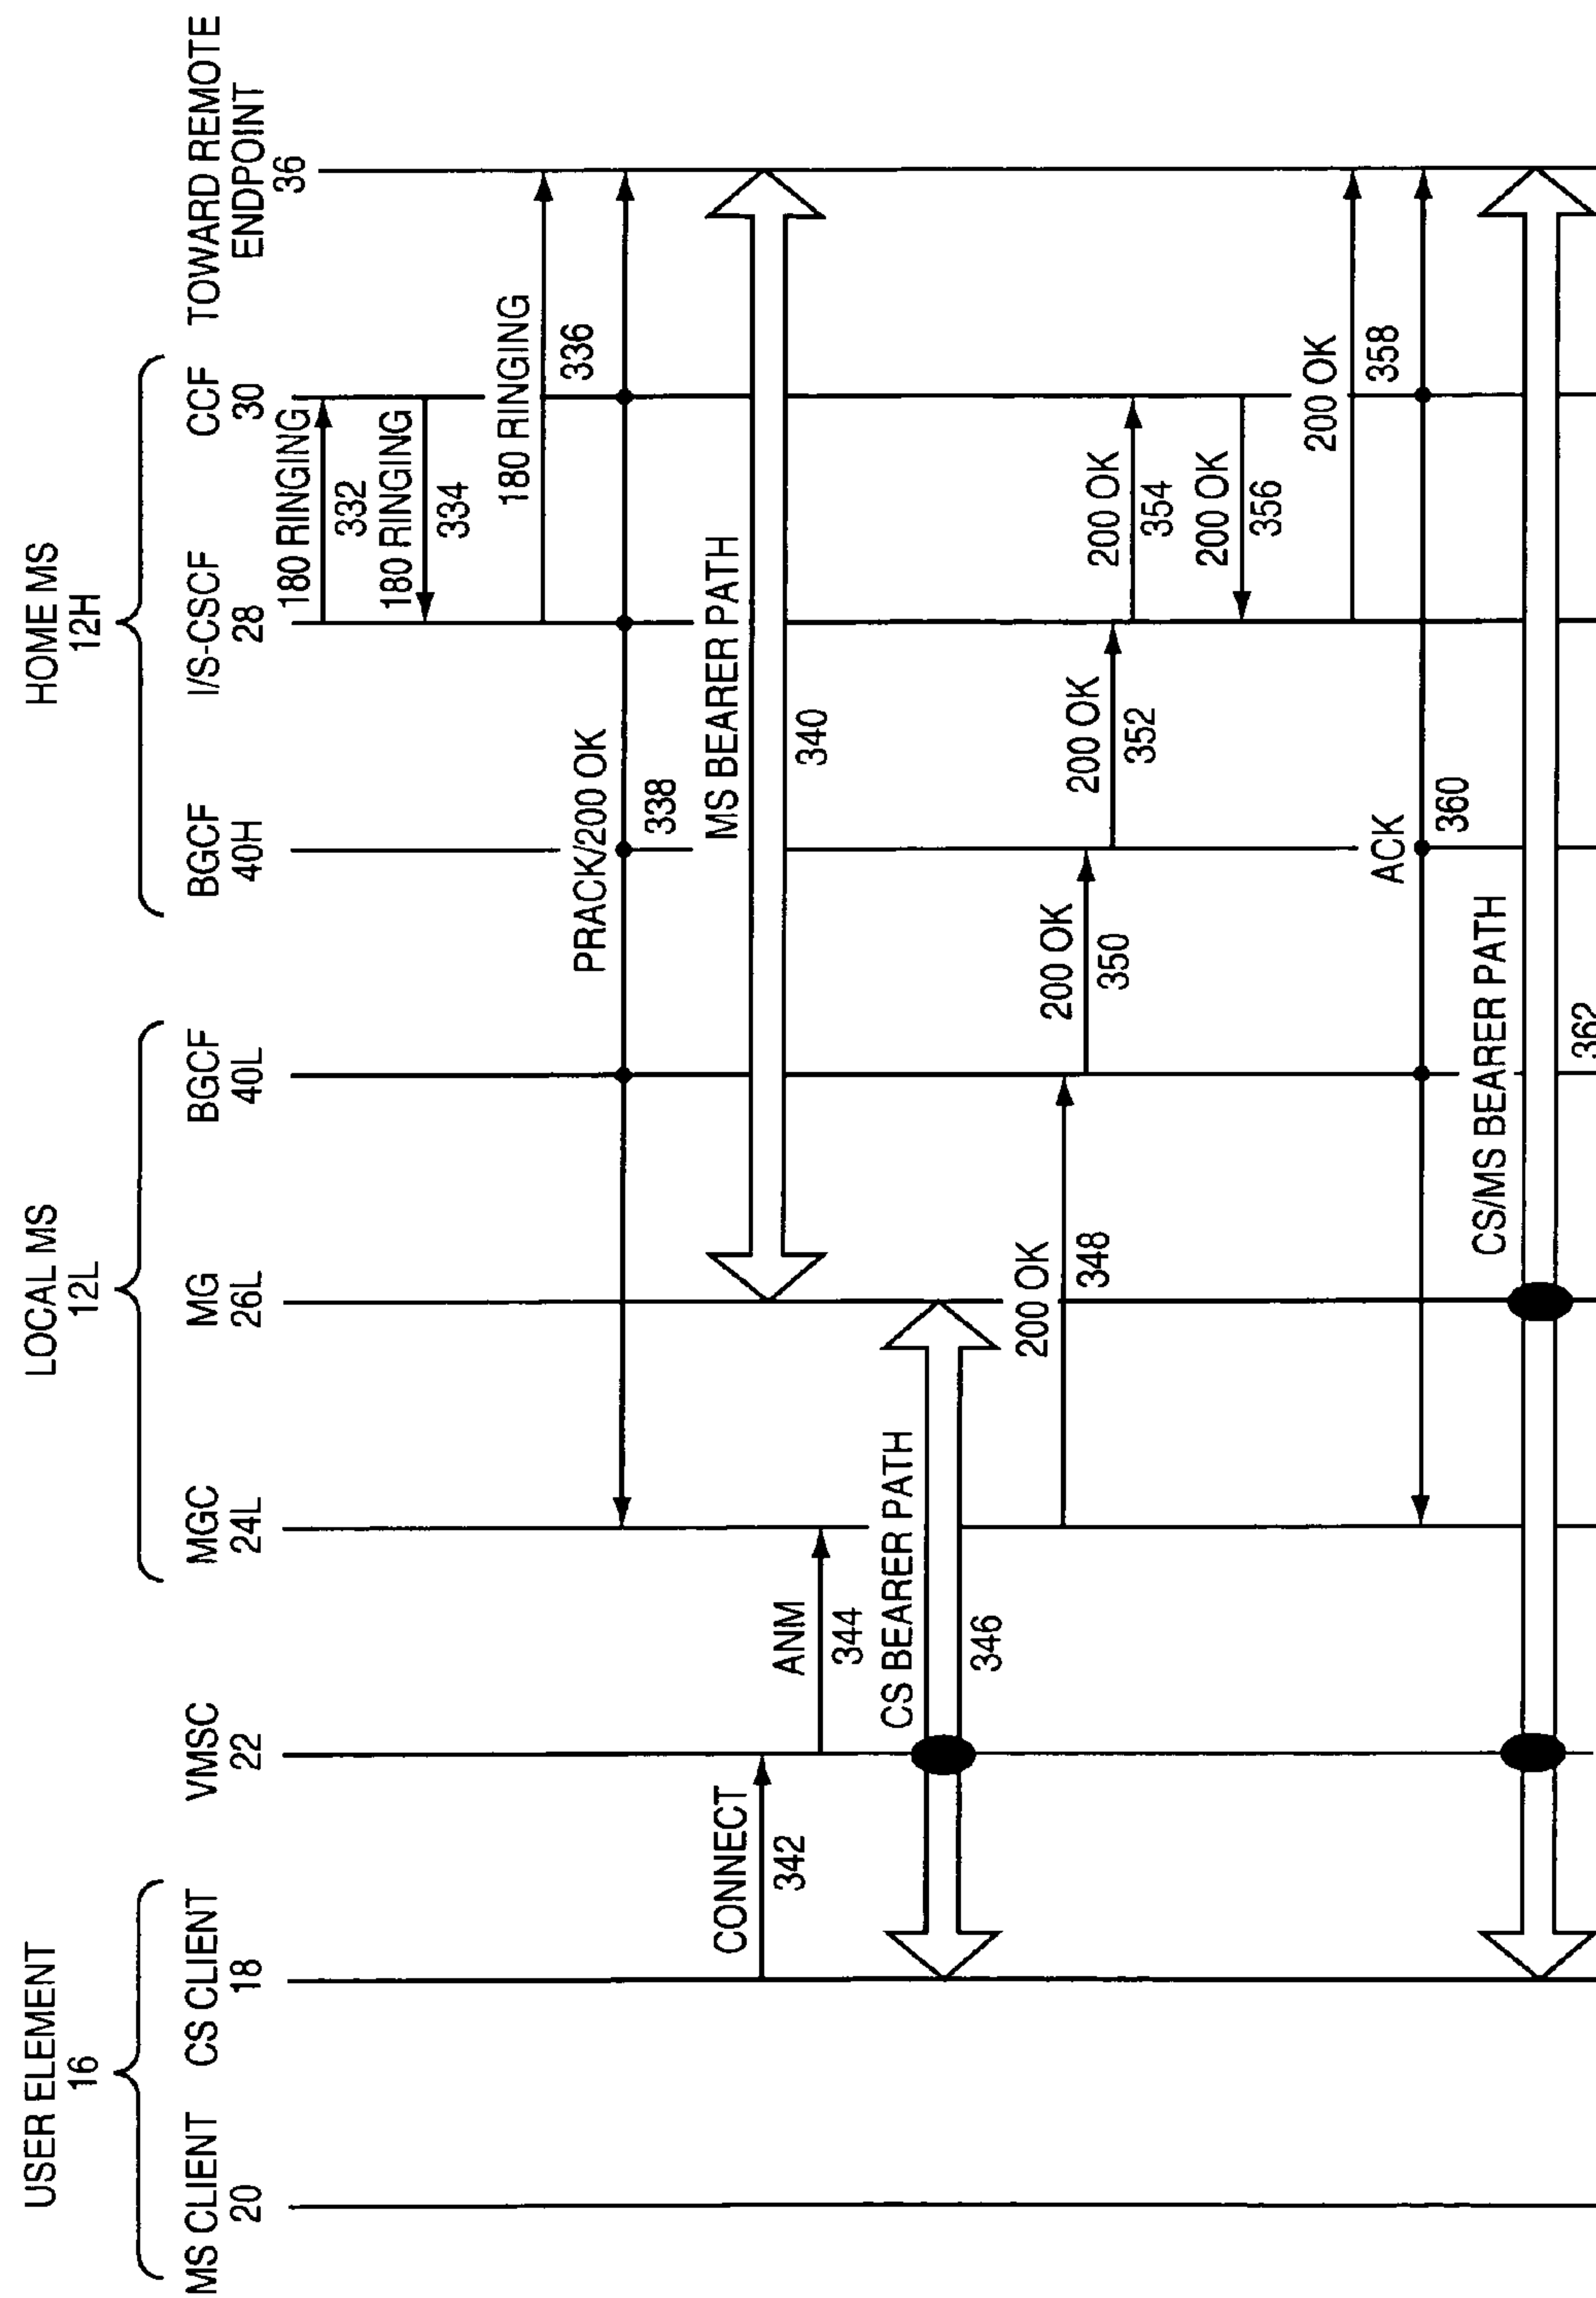 USER ELEMENT
16
LOCAL MS
12L
HOME MS
12H
MS CLIENT
20
CS CLIENT
18
VMSC
22
MGC
24L
MG
26L
BGCF
40L
BGCF
40H
I/S-CSCF
28
CCF
30
TOWARD REMOTE
ENDPOINT
36
180 RINGING
332
180 RINGING
334
180 RINGING
336
PRACK/200 OK
338
MS BEARER PATH
340
CONNECT
342
ANM
344
CS BEARER PATH
346
200 OK
348
200 OK
350
200 OK
352
200 OK
354
200 OK
356
200 OK
358
ACK
360
CS/MS BEARER PATH
362